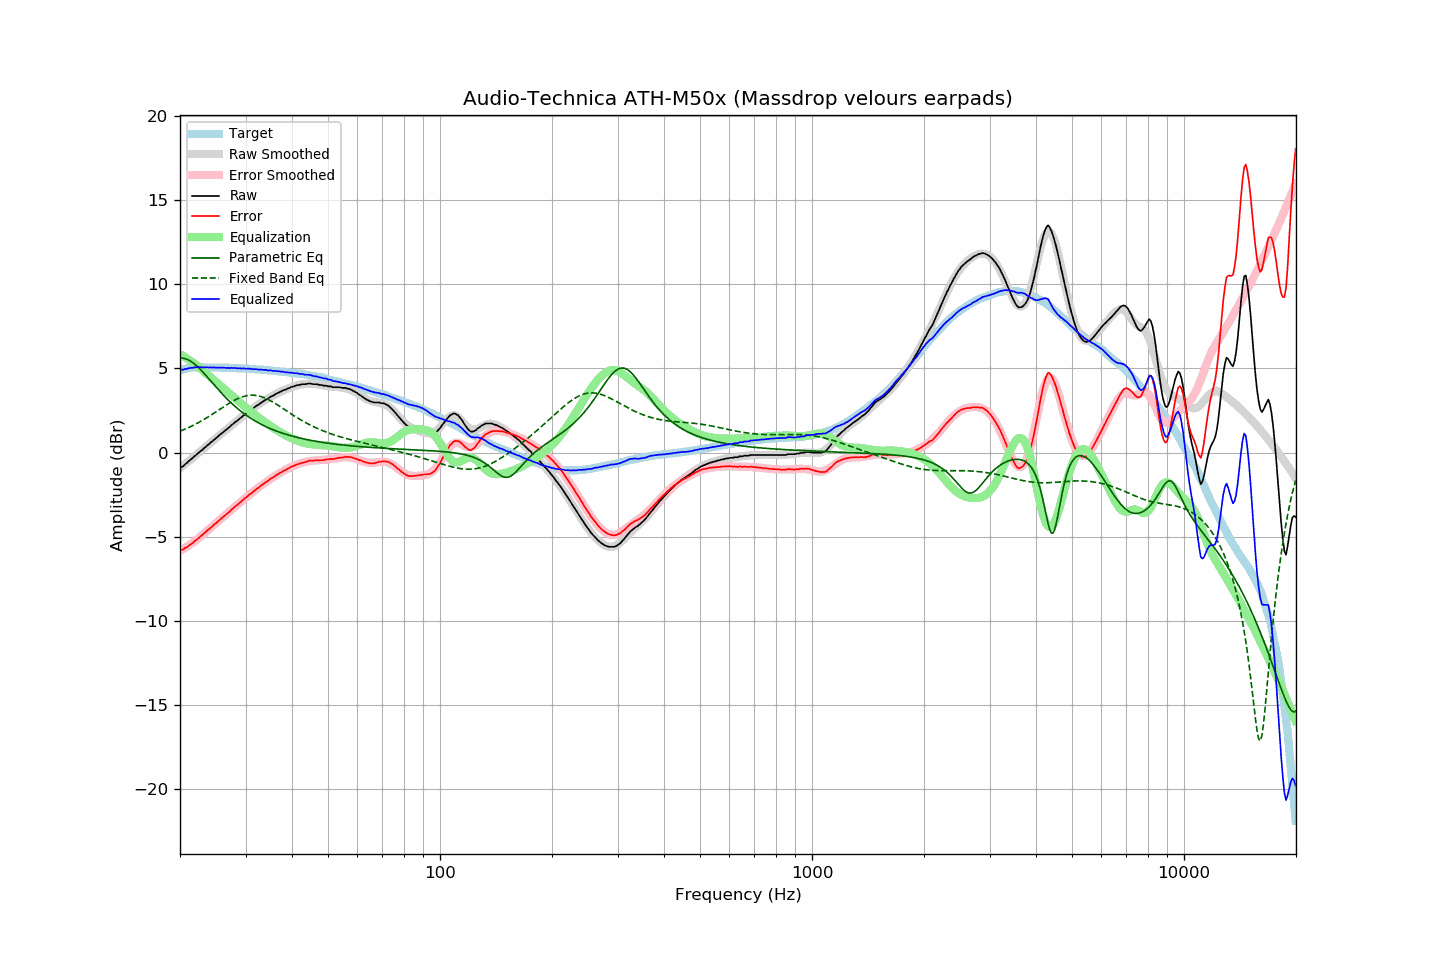 Audio-Technica ATH-M50x (Massdrop velours earpads)
20
15
10
5
0
−5
−10
−15
−20
Amplitude (dBr)
Target
Raw Smoothed
Error Smoothed
Raw
Error
Equalization
Parametric Eq
Fixed Band Eq
Equalized
100 1000 10000
Frequency (Hz)